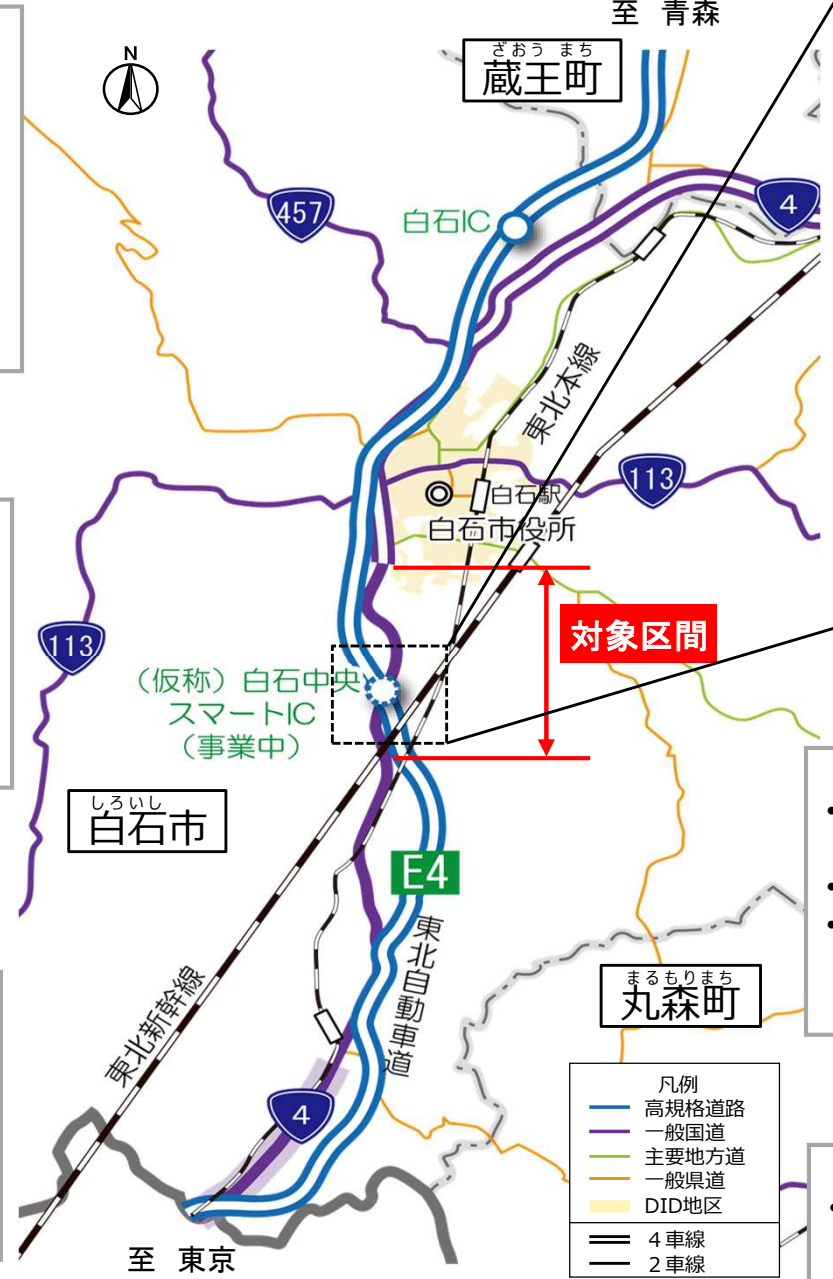 至 青森
N
ざおう まち
蔵王町
457
4
白石IC
東北本線
113
白石駅
白石市役所
対象区間
113
（仮称）白石中央
スマートIC
（事業中）
しろいし
白石市
E4
東北自動車道
まるもりまち
丸森町
東北新幹線
4
凡例
高規格道路
一般国道
主要地方道
一般県道
DID地区
４車線
２車線
至 東京